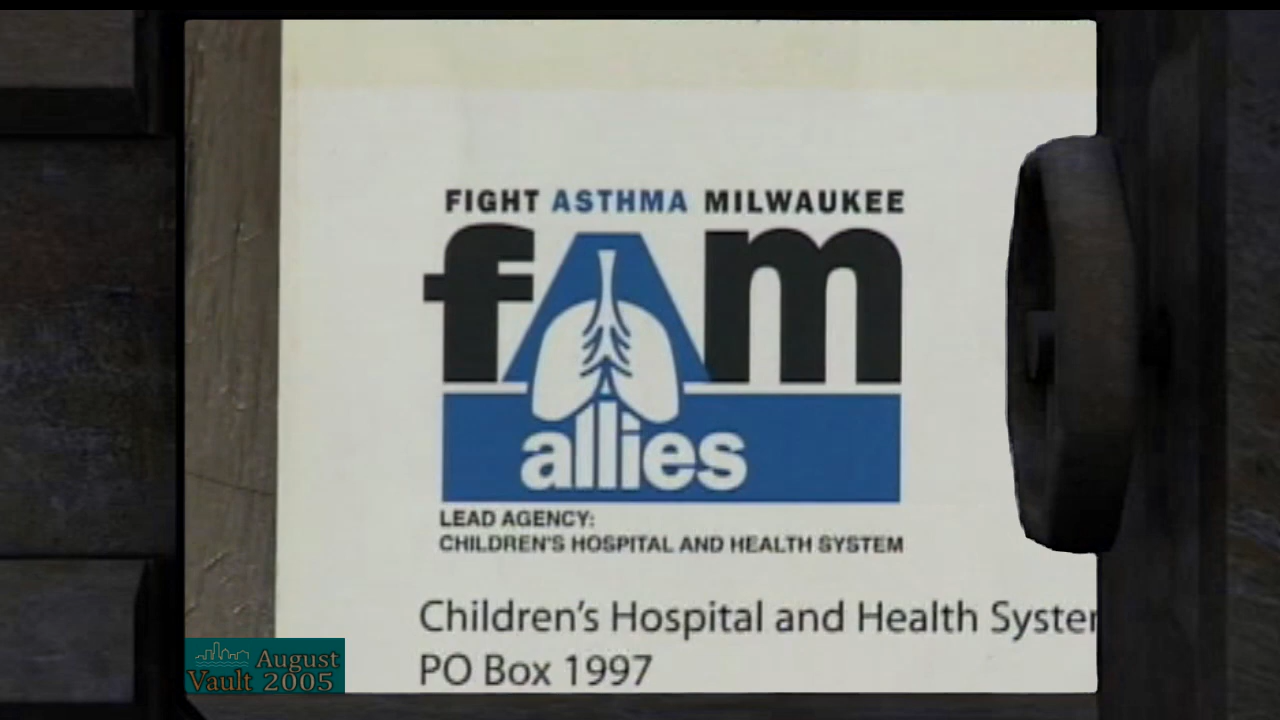 FIGHT ASTHMA MILWAUKEE
fAm
allies
LEAD AGENCY:
CHILDREN'S HOSPITAL AND HEALTH SYSTEM
Children's Hospital and Health System
PO Box 1997
August
Vault 2005